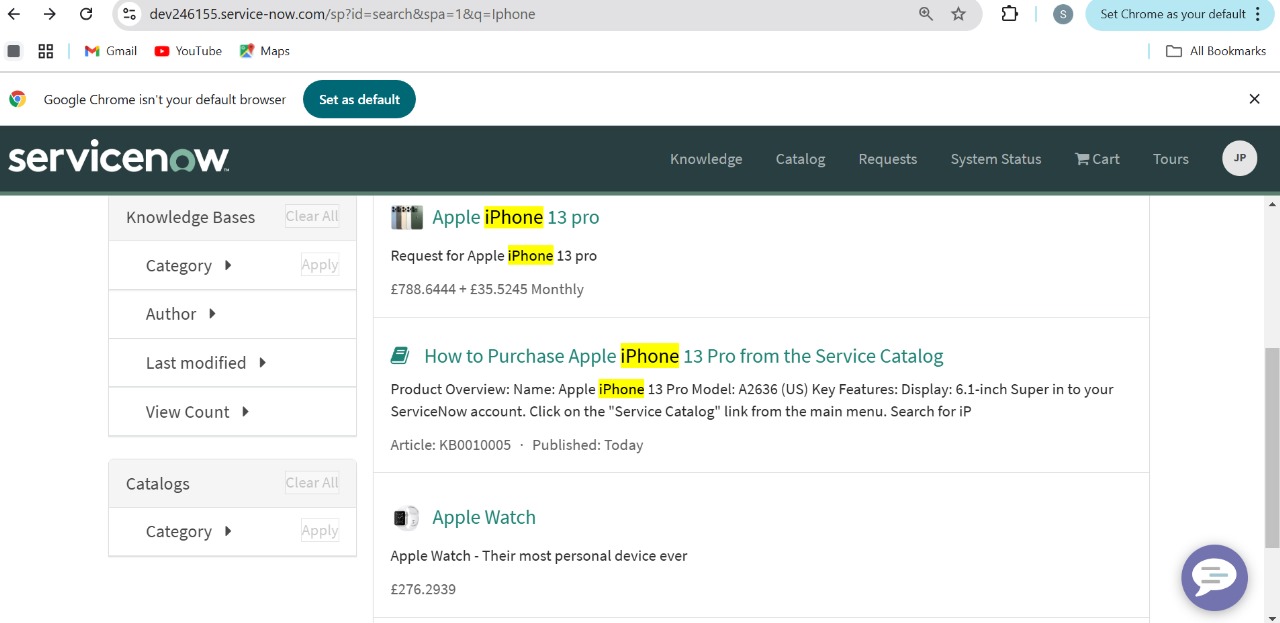 dev246155.service-now.com/sp?id=search&spa=1&q=Iphone
S
Set Chrome as your default
Gmail
YouTube
Maps
All Bookmarks
Google Chrome isn't your default browser
Set as default
servicenow
Knowledge
Catalog
Requests
System Status
Cart
Tours
JP
Knowledge Bases
Clear All
Category
Apply
Author
Last modified
View Count
Catalogs
Clear All
Category
Apply
Apple iPhone 13 pro
Request for Apple iPhone 13 pro
£788.6444 + £35.5245 Monthly
How to Purchase Apple iPhone 13 Pro from the Service Catalog
Product Overview: Name: Apple iPhone 13 Pro Model: A2636 (US) Key Features: Display: 6.1-inch Super in to your
ServiceNow account. Click on the "Service Catalog" link from the main menu. Search for iP
Article: KB0010005 · Published: Today
Apple Watch
Apple Watch - Their most personal device ever
£276.2939